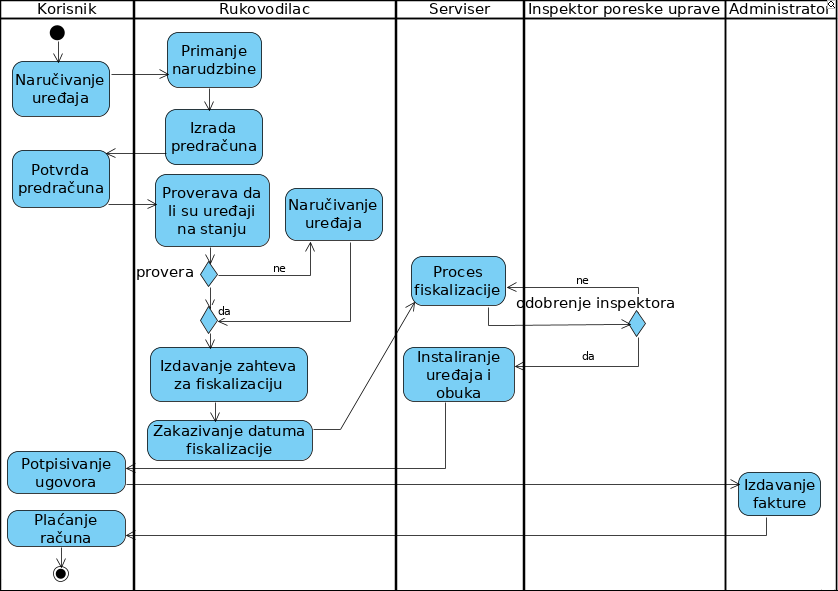 Korisnik
Rukovodilac
Serviser
Inspektor poreske uprave
Administrator
Naručivanje
uređaja
Primanje
narudzbine
Izrada
predračuna
Potvrda
predračuna
Proverava da
li su uređaji
na stanju
Naručivanje
uređaja
provera
ne
da
Izdavanje zahteva
za fiskalizaciju
Zakazivanje datuma
fiskalizacije
Proces
fiskalizacije
ne
odobrenje inspektora
da
Instaliranje
uređaja i
obuka
Potpisivanje
ugovora
Izdavanje
fakture
Plaćanje
računa